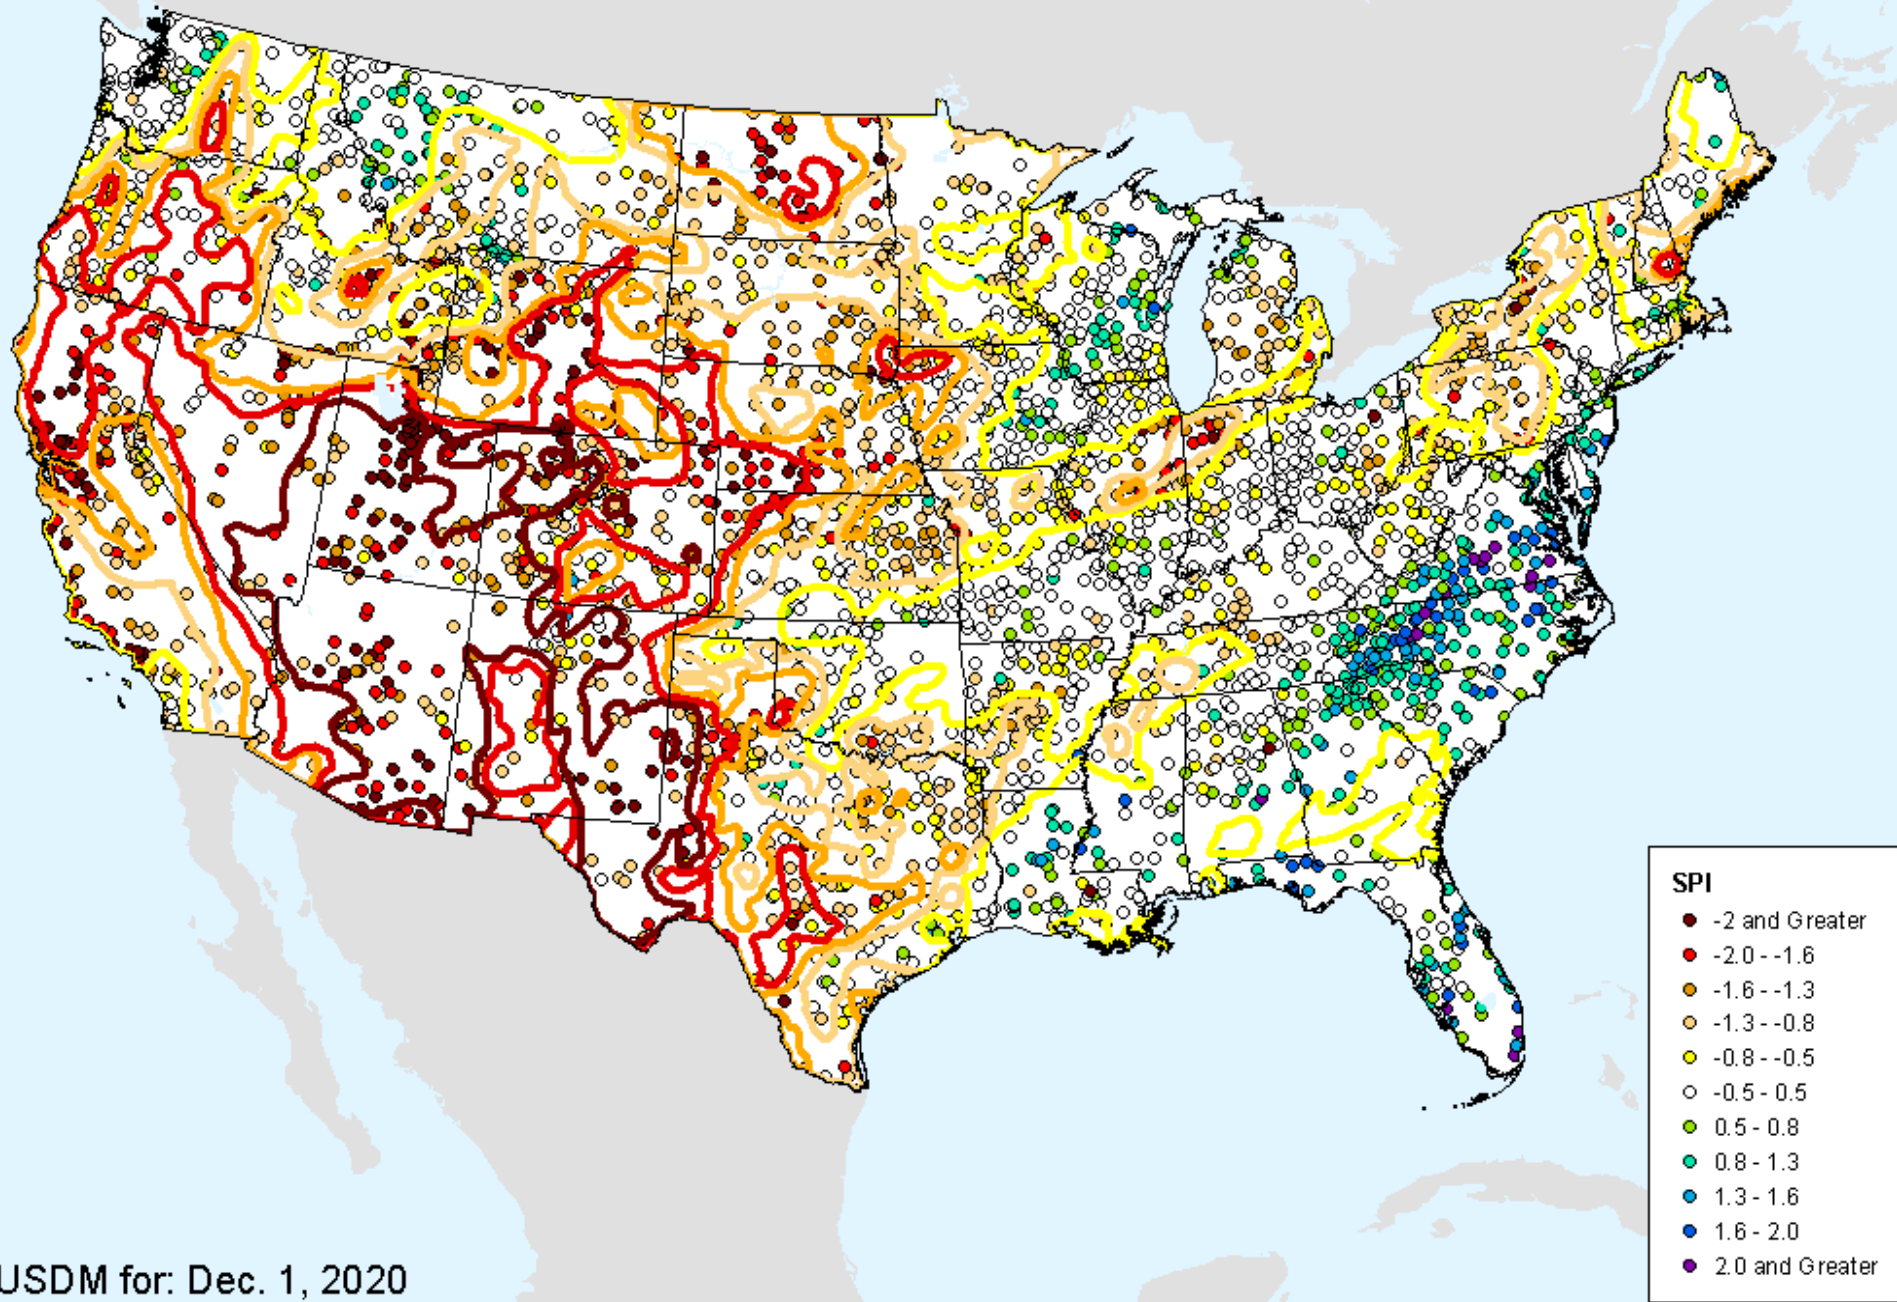 SPI
-2 and Greater
-2.0 - -1.6
-1.6 - -1.3
-1.3 - -0.8
-0.8 - -0.5
-0.5 - 0.5
0.5 - 0.8
0.8 - 1.3
1.3 - 1.6
1.6 - 2.0
2.0 and Greater
USDM for: Dec. 1, 2020